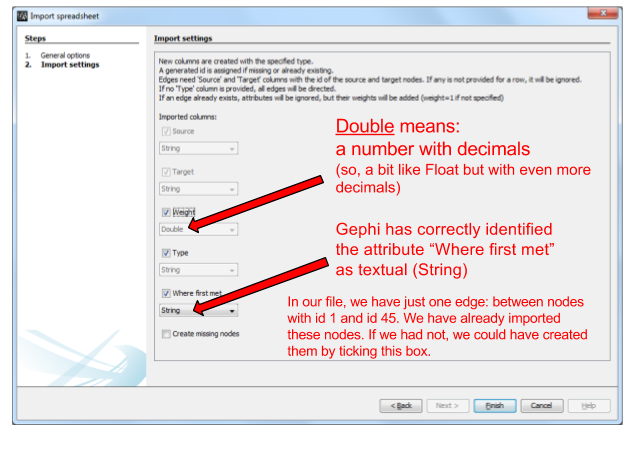 Import spreadsheet
Steps
1. General options
2. Import settings
Import settings
New columns are created with the specified type.
A generated id is assigned if missing or already existing.
Edges need 'Source' and 'Target' columns with the id of the source and target nodes. If any is not provided for a row, it will be ignored.
If no 'Type' column is provided, all edges will be directed.
If an edge already exists, attributes will be ignored, but their weights will be added (weight=1 if not specified)
Imported columns:
Source
String
Target
String
Weight
Double
Type
String
Where first met
String
Create missing nodes
Double means:
a number with decimals
(so, a bit like Float but with even more
decimals)
Gephi has correctly identified
the attribute “Where first met”
as textual (String)
In our file, we have just one edge: between nodes
with id 1 and id 45. We have already imported
these nodes. If we had not, we could have created
them by ticking this box.
< Back
Next >
Finish
Cancel
Help